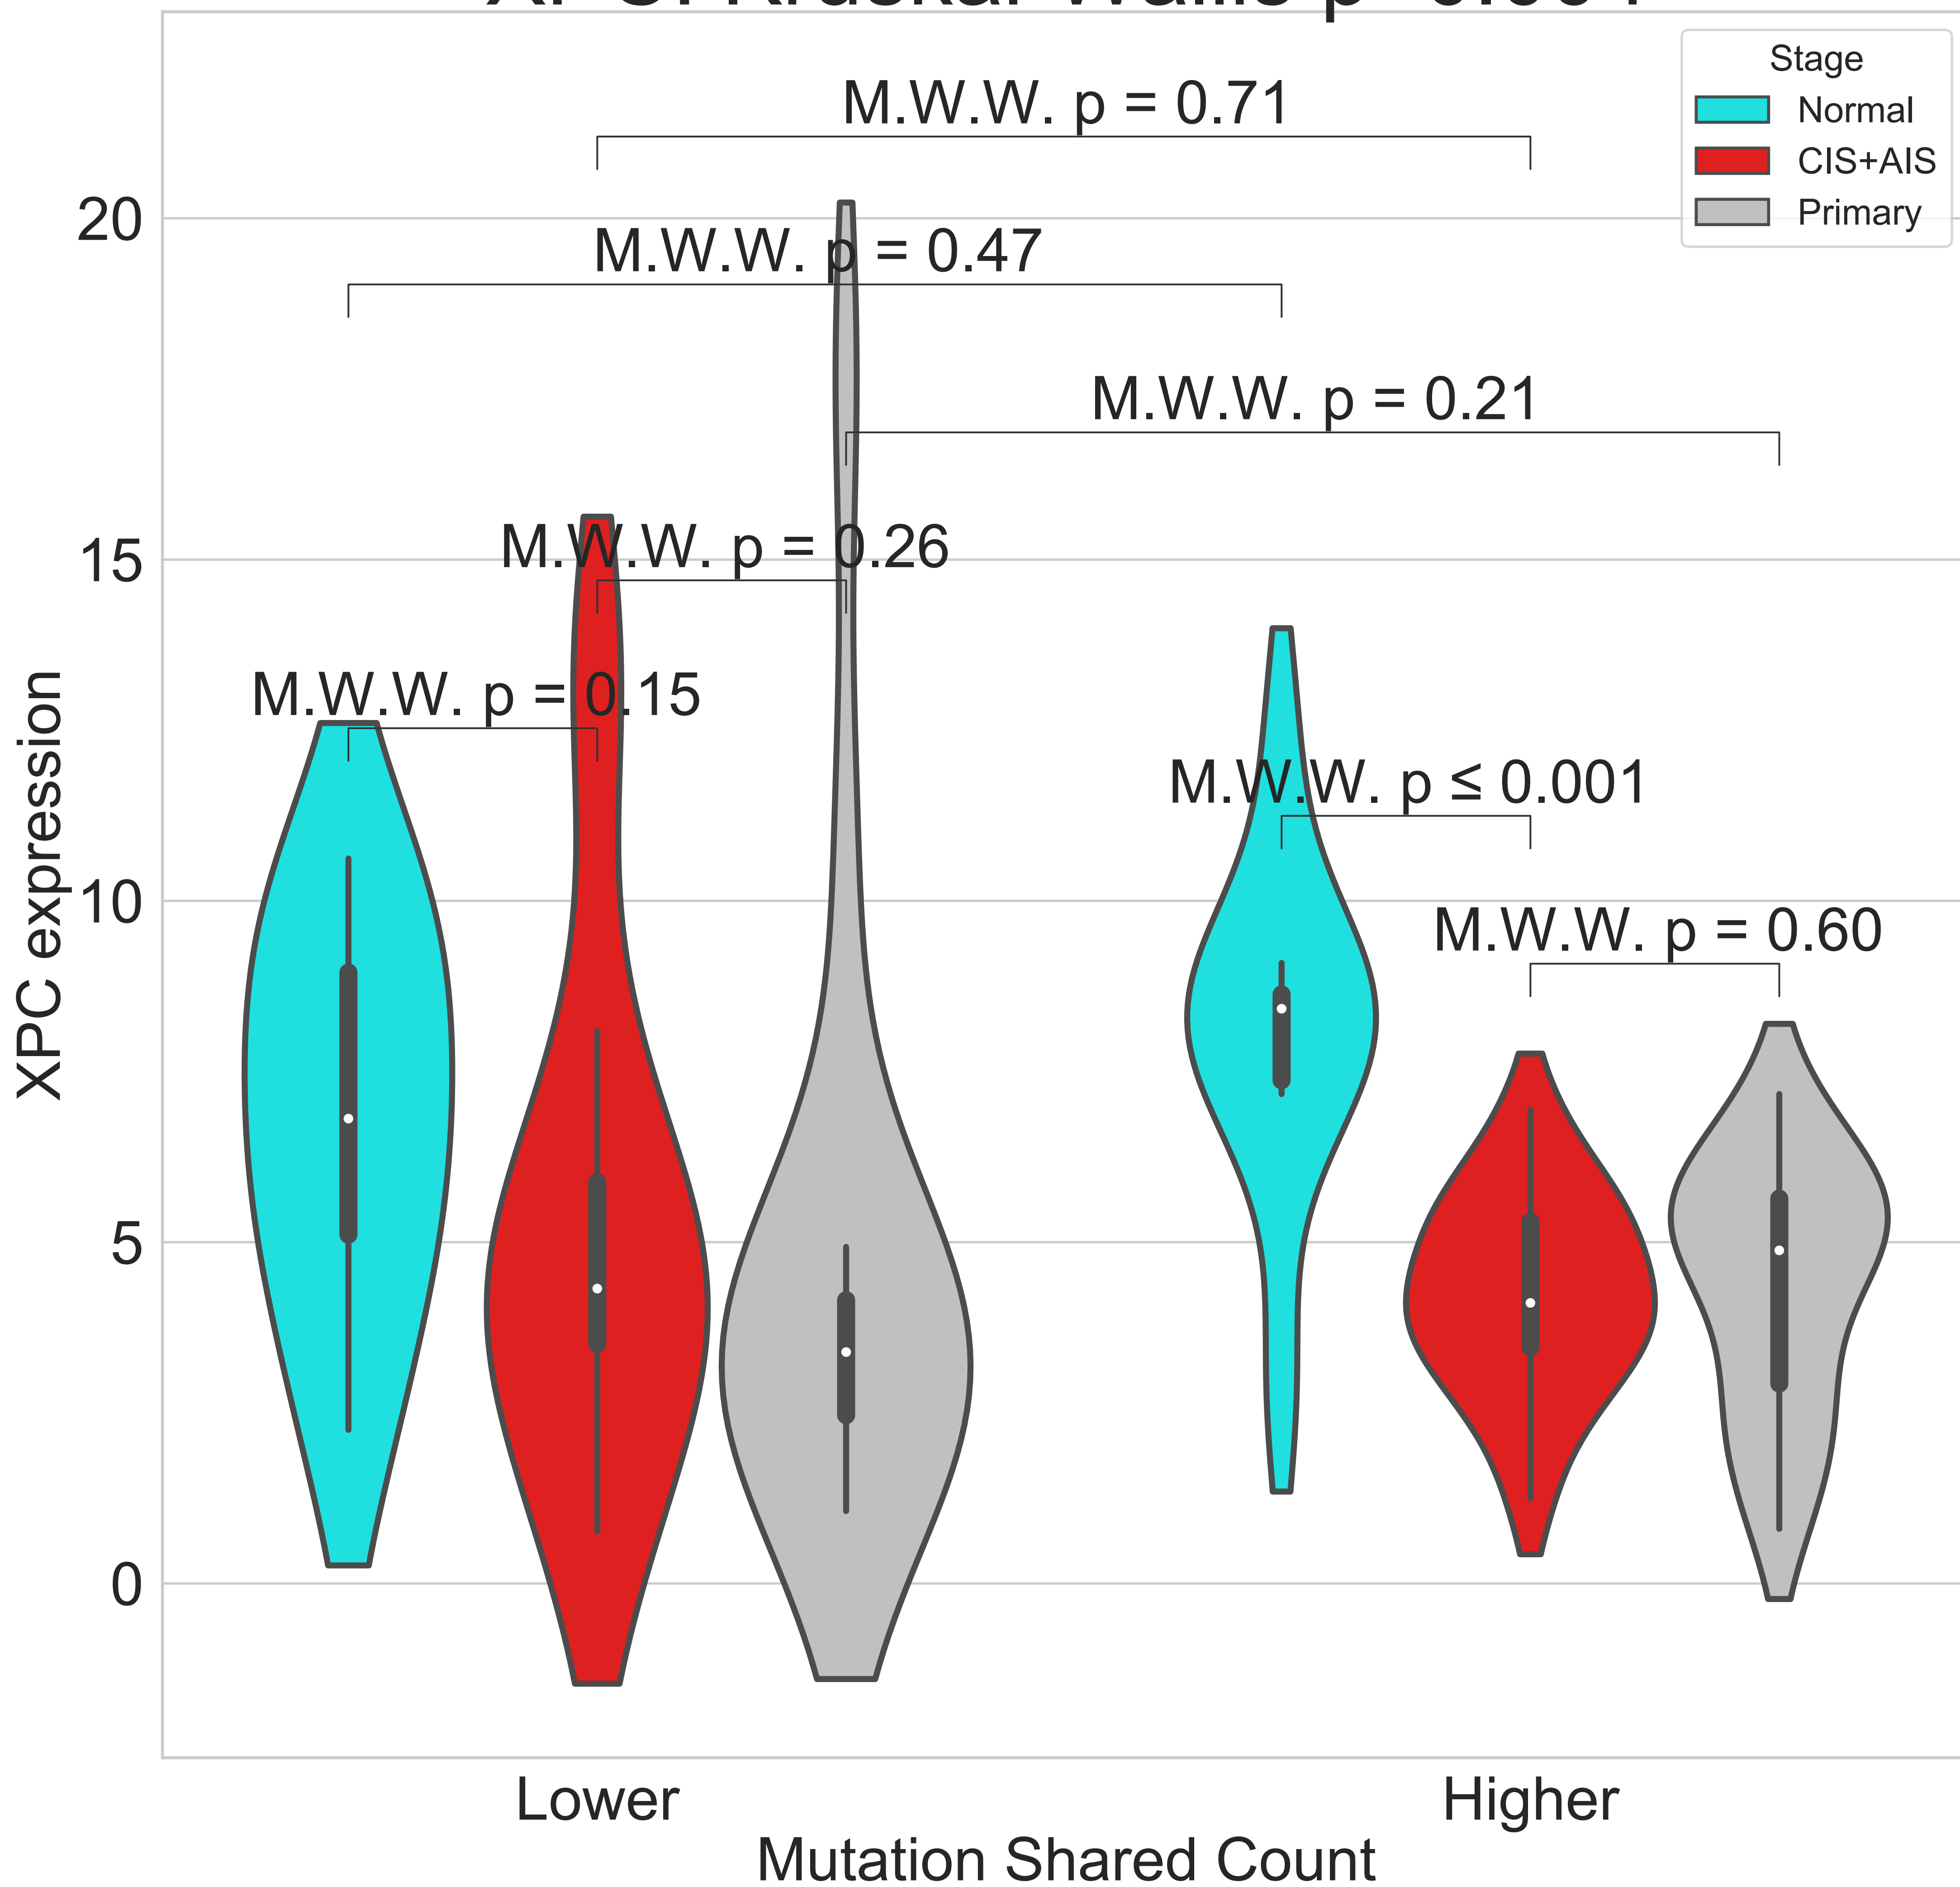 Stage
Normal
CIS+AIS
Primary
M.W.W. p = 0.71
20
M.W.W. p = 0.47
M.W.W. p = 0.21
15
M.W.W. p = 0.26
M.W.W. p = 0.15
M.W.W. p ≤ 0.001
XPC expression
10
M.W.W. p = 0.60
5
0
Lower
Higher
Mutation Shared Count